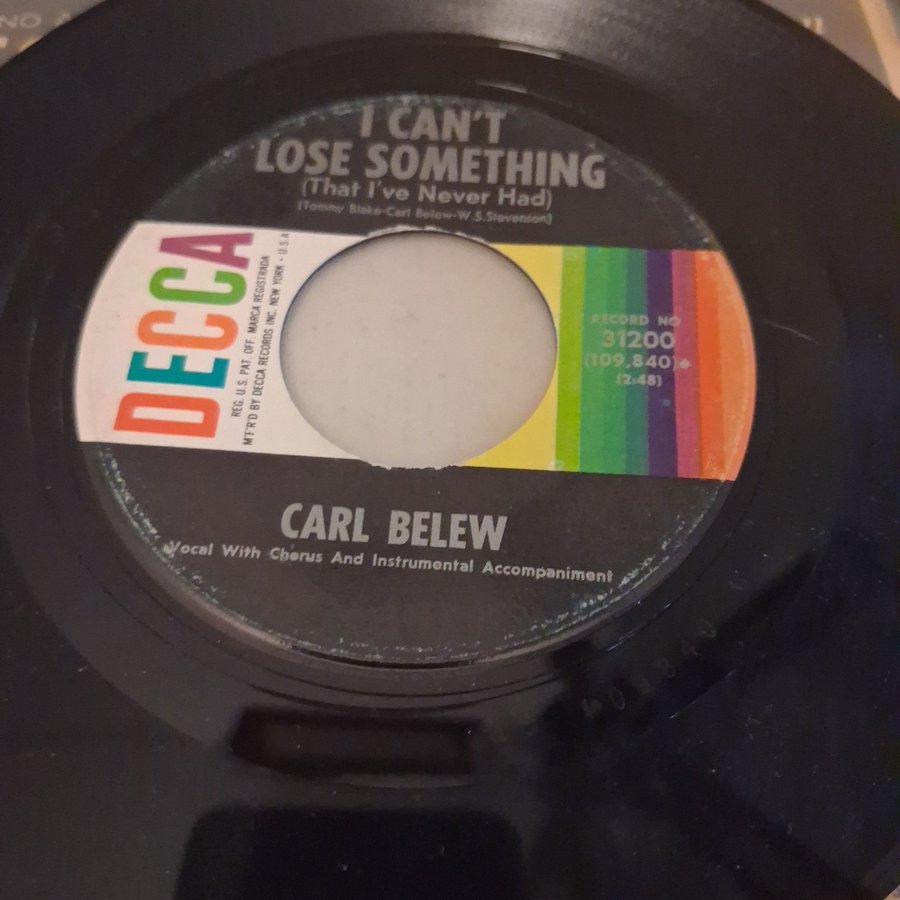 I CAN'T
LOSE SOMETHING
(That I've Never Had)
(Tommy Blake-Carl Belew-W.S.Stevenson)
DECCA
REG. U.S. PAT. OFF. MARCA REGISTRADA
M'F'R'D BY DECCA RECORDS INC. NEW YORK • U.S.A
RECORD NO
31200
(109,840)✦
(2:48)
CARL BELEW
Vocal With Chorus And Instrumental Accompaniment